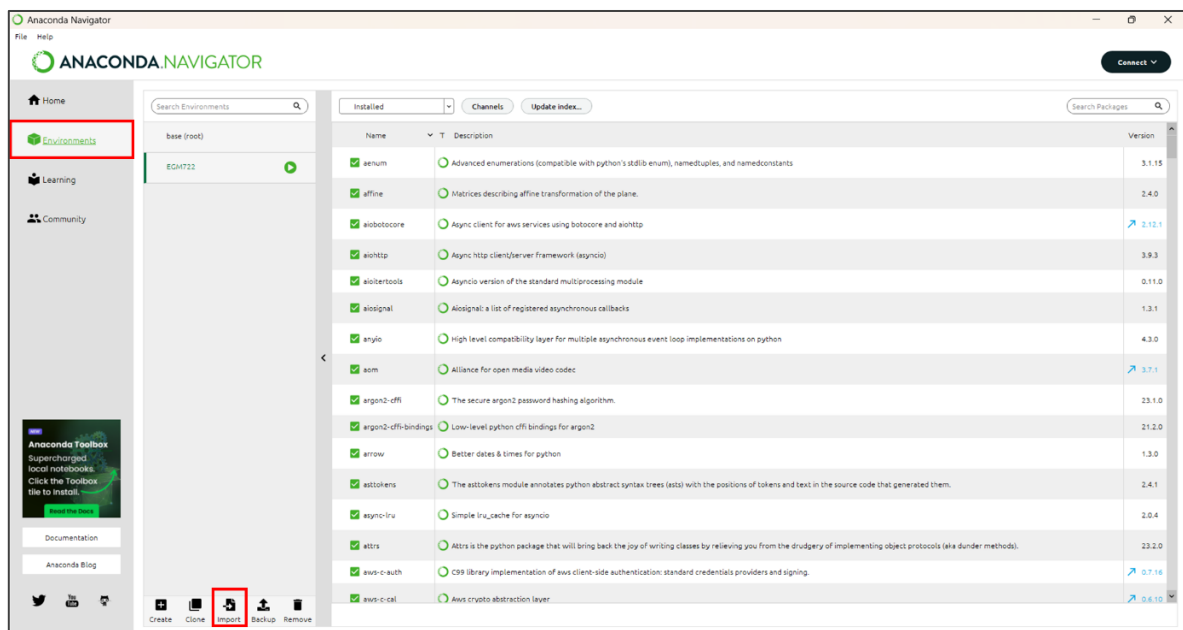 Anaconda Navigator
File Help
ANACONDA.NAVIGATOR
Connect
Home
Environments
Learning
Community
NEW
Anaconda Toolbox
Supercharged
local notebooks.
Click the Toolbox
tile to install.
Read the Docs
Documentation
Anaconda Blog
You Tube
Search Environments
base (root)
EGM722
Create Clone Import Backup Remove
Installed Channels Update index... Search Packages
Name T Description Version
aenum Advanced enumerations (compatible with python's stdlib enum), namedtuples, and namedconstants 3.1.15
affine Matrices describing affine transformation of the plane. 2.4.0
aiobotocore Async client for aws services using botocore and aiohttp 2.12.1
aiohttp Async http client/server framework (asyncio) 3.9.3
aioitertools Asyncio version of the standard multiprocessing module 0.11.0
aiosignal Aiosignal: a list of registered asynchronous callbacks 1.3.1
anyio High level compatibility layer for multiple asynchronous event loop implementations on python 4.3.0
aom Alliance for open media video codec 3.7.1
argon2-cffi The secure argon2 password hashing algorithm. 23.1.0
argon2-cffi-bindings Low-level python cffi bindings for argon2 21.2.0
arrow Better dates & times for python 1.3.0
asttokens The asttokens module annotates python abstract syntax trees (asts) with the positions of tokens and text in the source code that generated them. 2.4.1
async-lru Simple lru_cache for asyncio 2.0.4
attrs Attrs is the python package that will bring back the joy of writing classes by relieving you from the drudgery of implementing object protocols (aka dunder methods). 23.2.0
aws-c-auth C99 library implementation of aws client-side authentication: standard credentials providers and signing. 0.7.16
aws-c-cal Aws crypto abstraction layer 0.6.10